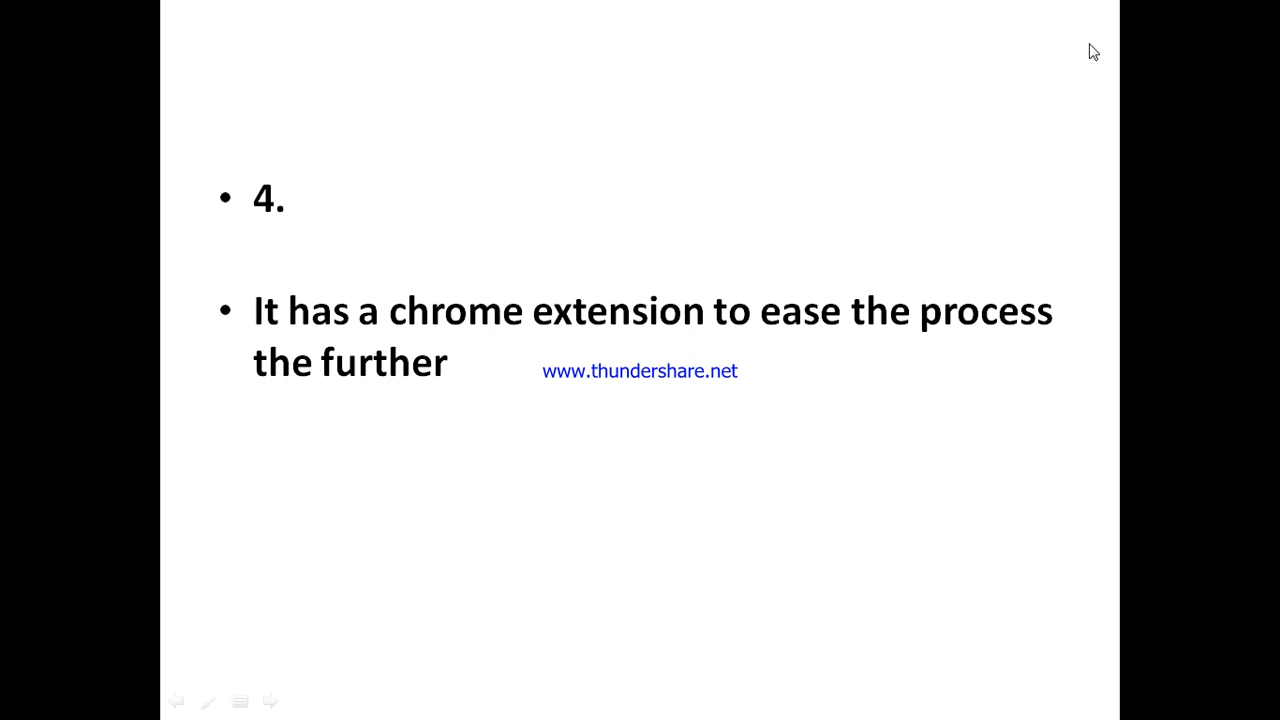 • 4.
• It has a chrome extension to ease the process
the further
www.thundershare.net